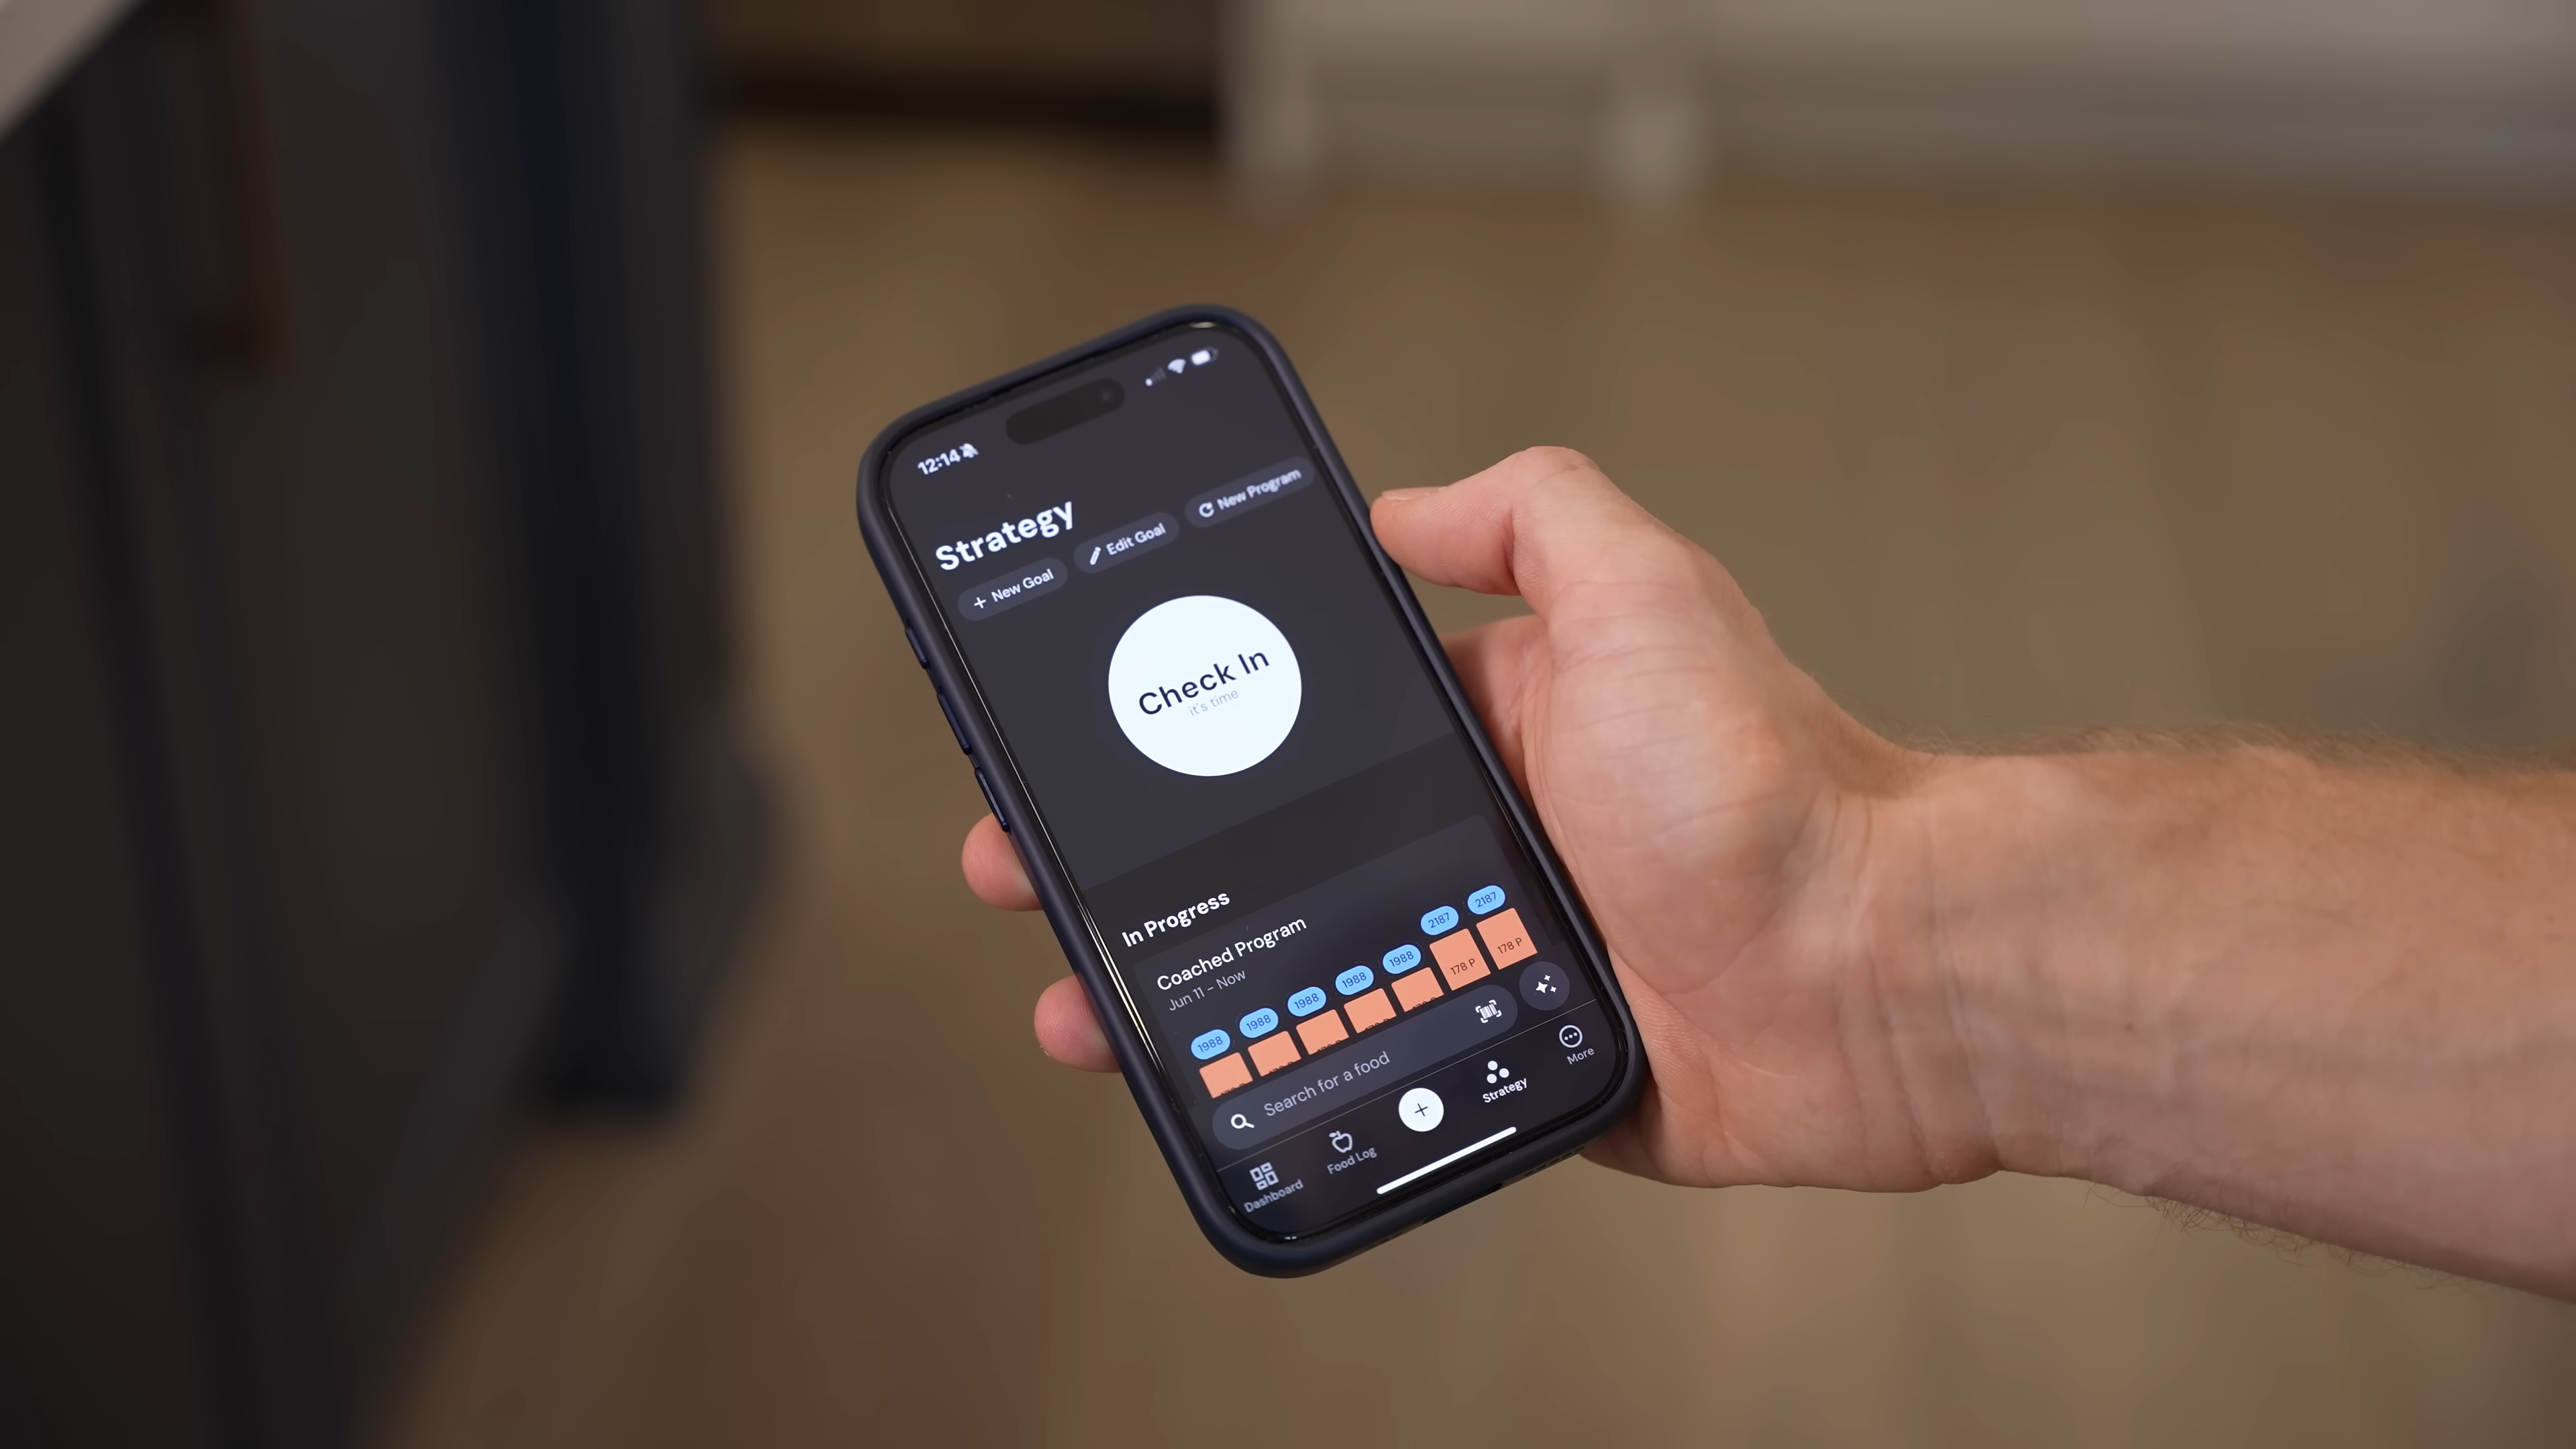 12:14
Strategy
+ New Goal
Edit Goal
New Program
Check In
it's time
In Progress
Coached Program
Jun 11 – Now
1988 1988 1988 1988 1988 2187 2187
178 P 178 P
Search for a food
Dashboard
Food Log
+
Strategy
More